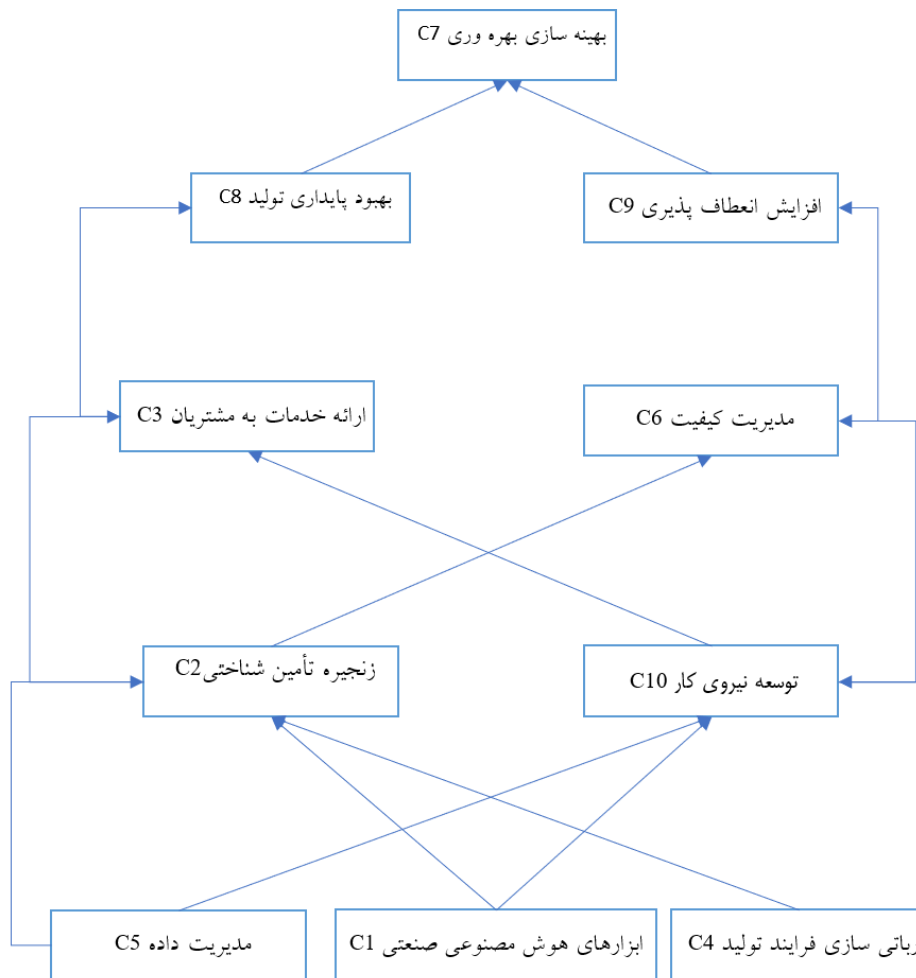 بهینه سازی بهره وری C7
بهبود پایداری تولید C8
افزایش انعطاف پذیری C9
ارائه خدمات به مشتریان C3
مدیریت کیفیت C6
زنجیره تأمین شناختی C2
توسعه نیروی کار C10
مدیریت داده C5
ابزارهای هوش مصنوعی صنعتی C1
رباتی سازی فرایند تولید C4